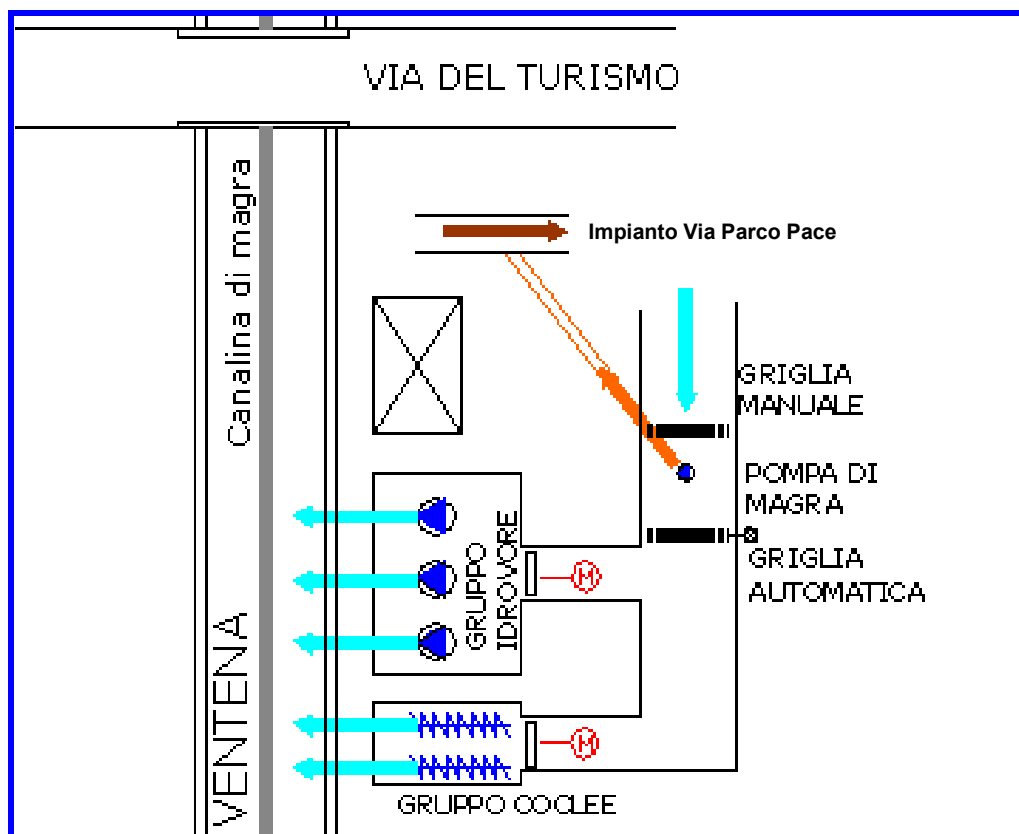 VIA DEL TURISMO
Canalina di magra
Impianto Via Parco Pace
GRIGLIA
MANUALE
POMPA DI
MAGRA
GRIGLIA
AUTOMATICA
GRUPPO
IDROVORE
M
M
VENTENA
GRUPPO COCLEE